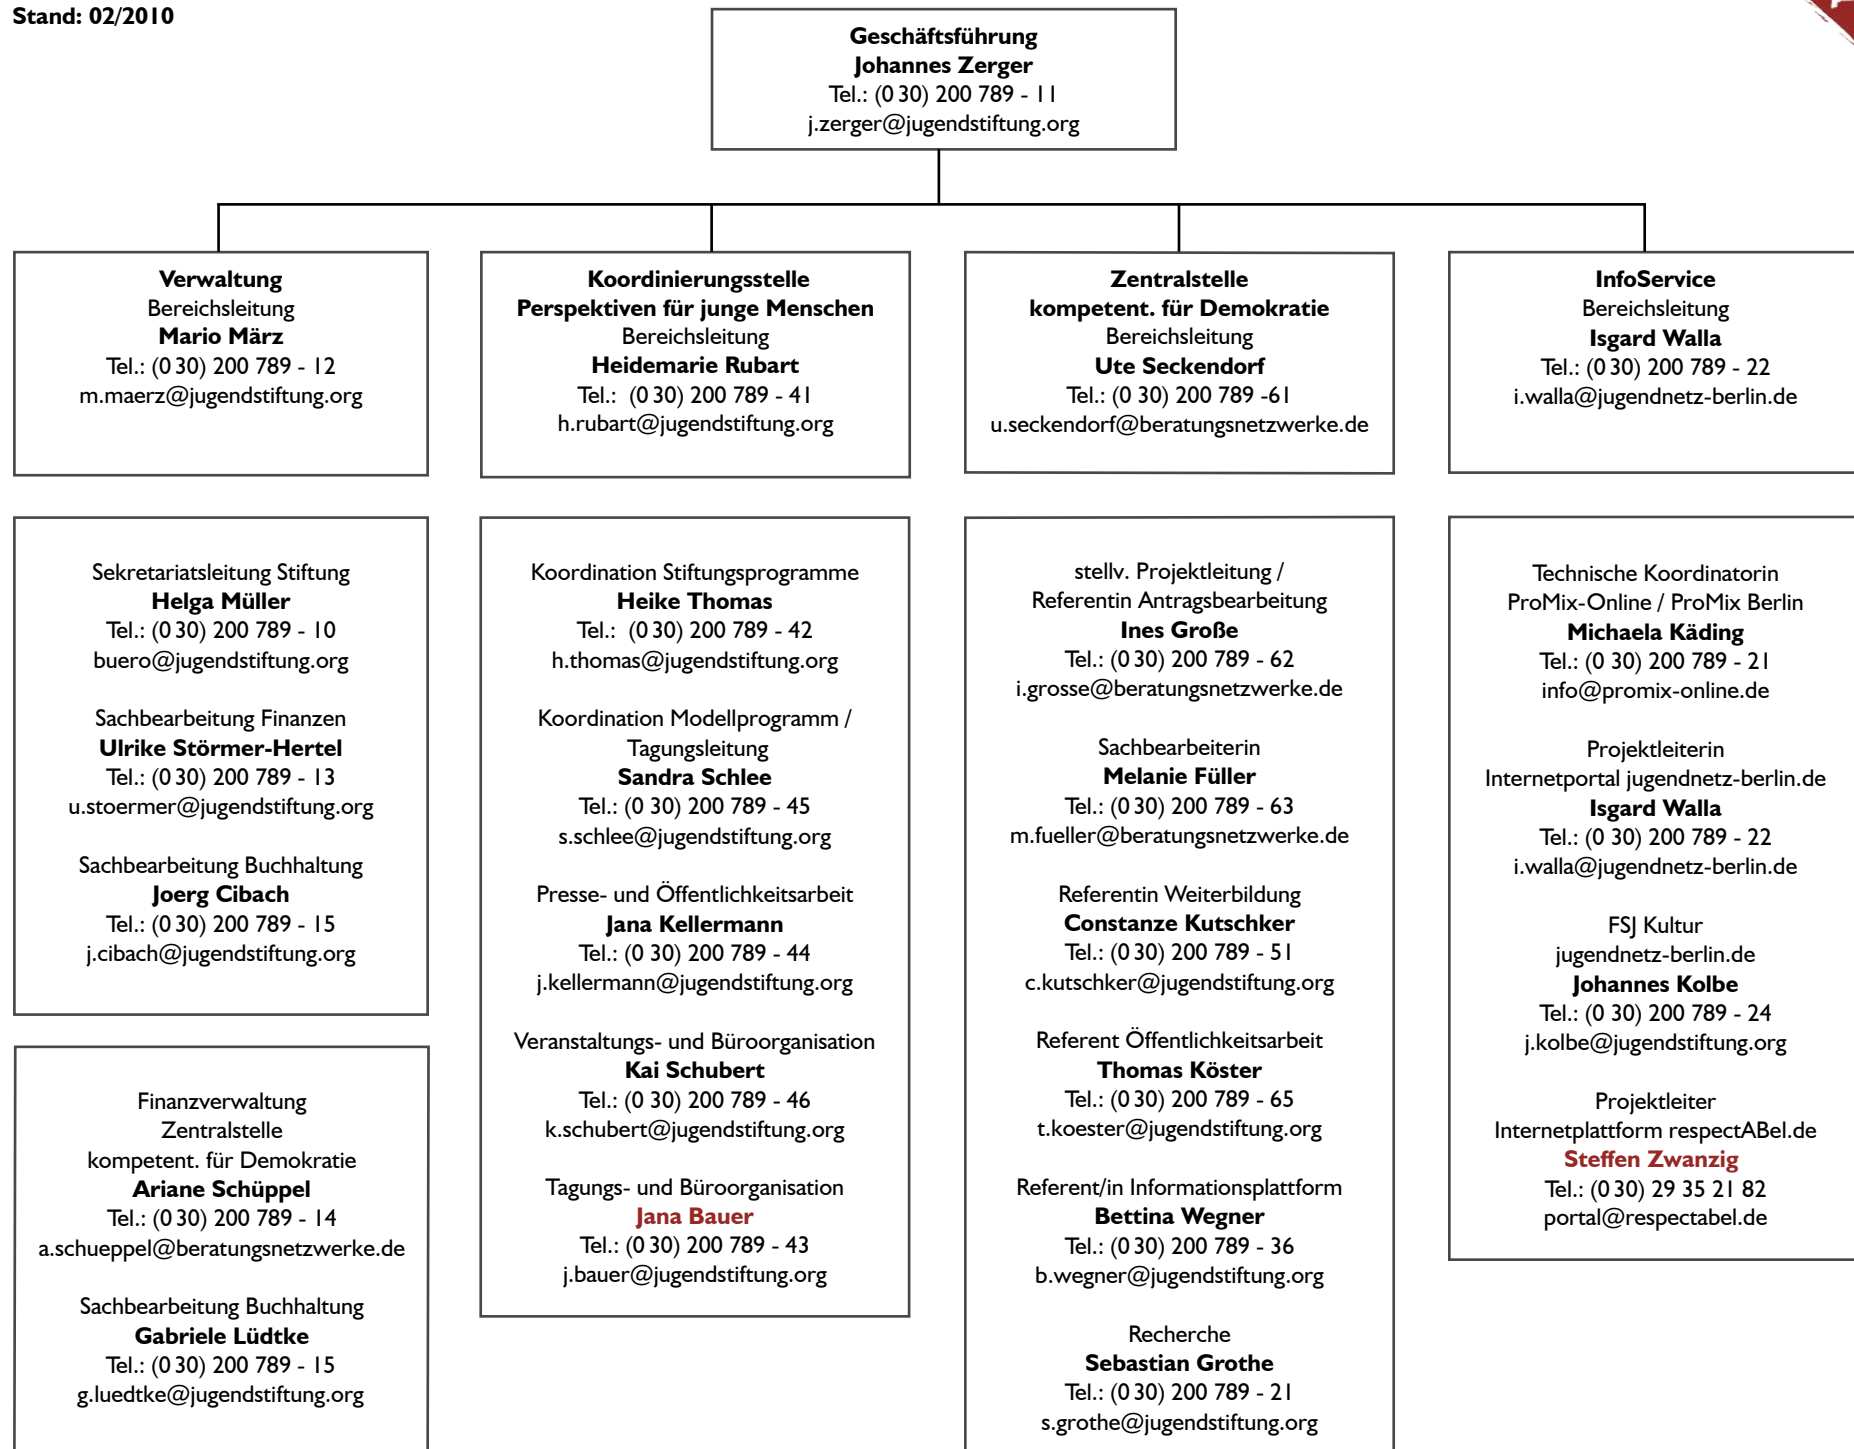 Stand: 02/2010
Geschäftsführung
Johannes Zerger
Tel.: (0 30) 200 789 - 11
j.zerger@jugendstiftung.org
Verwaltung
Bereichsleitung
Mario März
Tel.: (0 30) 200 789 - 12
m.maerz@jugendstiftung.org
Koordinierungsstelle
Perspektiven für junge Menschen
Bereichsleitung
Heidemarie Rubart
Tel.: (0 30) 200 789 - 41
h.rubart@jugendstiftung.org
Zentralstelle
kompetent. für Demokratie
Bereichsleitung
Ute Seckendorf
Tel.: (0 30) 200 789 -61
u.seckendorf@beratungsnetzwerke.de
InfoService
Bereichsleitung
Isgard Walla
Tel.: (0 30) 200 789 - 22
i.walla@jugendnetz-berlin.de
Sekretariatsleitung Stiftung
Helga Müller
Tel.: (0 30) 200 789 - 10
buero@jugendstiftung.org
Sachbearbeitung Finanzen
Ulrike Störmer-Hertel
Tel.: (0 30) 200 789 - 13
u.stoermer@jugendstiftung.org
Sachbearbeitung Buchhaltung
Joerg Cibach
Tel.: (0 30) 200 789 - 15
j.cibach@jugendstiftung.org
Finanzverwaltung
Zentralstelle
kompetent. für Demokratie
Ariane Schüppel
Tel.: (0 30) 200 789 - 14
a.schueppel@beratungsnetzwerke.de
Sachbearbeitung Buchhaltung
Gabriele Lüdtke
Tel.: (0 30) 200 789 - 15
g.luedtke@jugendstiftung.org
Koordination Stiftungsprogramme
Heike Thomas
Tel.: (0 30) 200 789 - 42
h.thomas@jugendstiftung.org
Koordination Modellprogramm /
Tagungsleitung
Sandra Schlee
Tel.: (0 30) 200 789 - 45
s.schlee@jugendstiftung.org
Presse- und Öffentlichkeitsarbeit
Jana Kellermann
Tel.: (0 30) 200 789 - 44
j.kellermann@jugendstiftung.org
Veranstaltungs- und Büroorganisation
Kai Schubert
Tel.: (0 30) 200 789 - 46
k.schubert@jugendstiftung.org
Tagungs- und Büroorganisation
Jana Bauer
Tel.: (0 30) 200 789 - 43
j.bauer@jugendstiftung.org
stellv. Projektleitung /
Referentin Antragsbearbeitung
Ines Große
Tel.: (0 30) 200 789 - 62
i.grosse@beratungsnetzwerke.de
Sachbearbeiterin
Melanie Füller
Tel.: (0 30) 200 789 - 63
m.fueller@beratungsnetzwerke.de
Referentin Weiterbildung
Constanze Kutschker
Tel.: (0 30) 200 789 - 51
c.kutschker@jugendstiftung.org
Referent Öffentlichkeitsarbeit
Thomas Köster
Tel.: (0 30) 200 789 - 65
t.koester@jugendstiftung.org
Referent/in Informationsplattform
Bettina Wegner
Tel.: (0 30) 200 789 - 36
b.wegner@jugendstiftung.org
Recherche
Sebastian Grothe
Tel.: (0 30) 200 789 - 21
s.grothe@jugendstiftung.org
Technische Koordinatorin
ProMix-Online / ProMix Berlin
Michaela Käding
Tel.: (0 30) 200 789 - 21
info@promix-online.de
Projektleiterin
Internetportal jugendnetz-berlin.de
Isgard Walla
Tel.: (0 30) 200 789 - 22
i.walla@jugendnetz-berlin.de
FSJ Kultur
jugendnetz-berlin.de
Johannes Kolbe
Tel.: (0 30) 200 789 - 24
j.kolbe@jugendstiftung.org
Projektleiter
Internetplattform respectABel.de
Steffen Zwanzig
Tel.: (0 30) 29 35 21 82
portal@respectabel.de